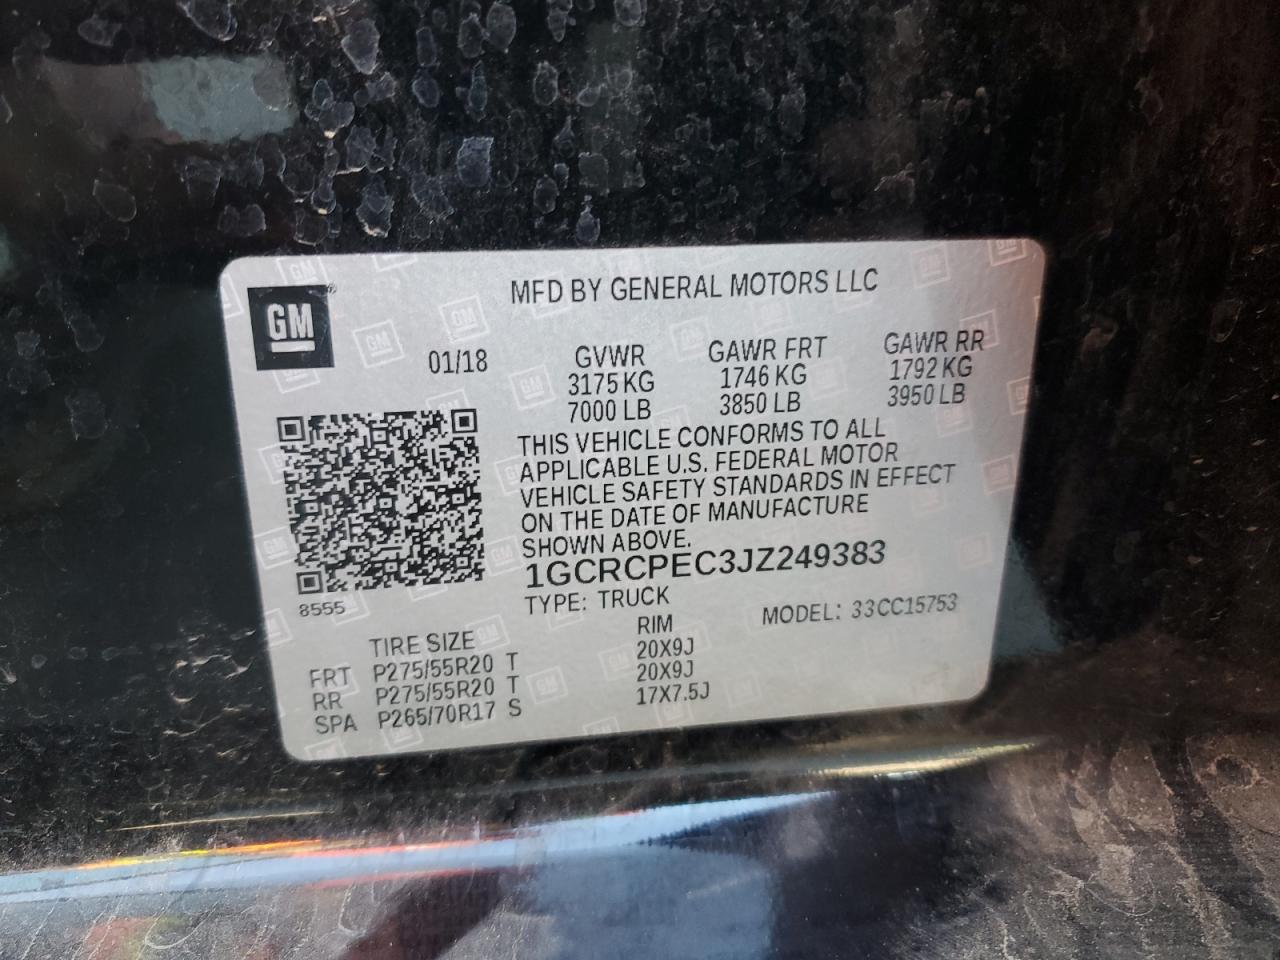 GM
MFD BY GENERAL MOTORS LLC
01/18
GVWR GAWR FRT GAWR RR
3175 KG 1746 KG 1792 KG
7000 LB 3850 LB 3950 LB
THIS VEHICLE CONFORMS TO ALL
APPLICABLE U.S. FEDERAL MOTOR
VEHICLE SAFETY STANDARDS IN EFFECT
ON THE DATE OF MANUFACTURE
SHOWN ABOVE.
1GCRCPEC3JZ249383
8555
TYPE: TRUCK MODEL: 33CC15753
TIRE SIZE RIM
FRT P275/55R20 T 20X9J
RR P275/55R20 T 20X9J
SPA P265/70R17 S 17X7.5J